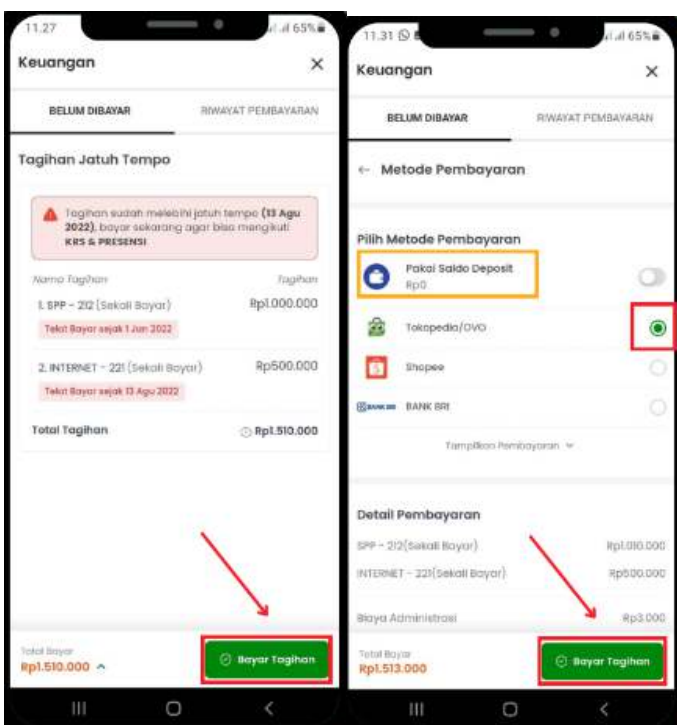 11.27
65%
Keuangan
BELUM DIBAYAR
RIWAYAT PEMBAYARAN
Tagihan Jatuh Tempo
Tagihan sudah melebihi jatuh tempo (13 Agu
2022), bayar sekarang agar bisa mengikuti
KRS & PRESENSI
Nama Tagihan
Tagihan
1. SPP - 212 (Sekali Bayar)
Rp1.000.000
Telat Bayar sejak 1 Jun 2022
2. INTERNET - 221 (Sekali Bayar)
Rp500.000
Telat Bayar sejak 13 Agu 2022
Total Tagihan
Rp1.510.000
Total Bayar
Rp1.510.000
Bayar Tagihan
11.31
65%
Keuangan
BELUM DIBAYAR
RIWAYAT PEMBAYARAN
← Metode Pembayaran
Pilih Metode Pembayaran
Pakai Saldo Deposit
Rp0
Tokopedia/OVO
Shopee
BANK BRI
BANK BRI
Tampilkan Pembayaran
Detail Pembayaran
SPP - 212(Sekali Bayar)
Rp1.010.000
INTERNET - 221(Sekali Bayar)
Rp500.000
Biaya Administrasi
Rp3.000
Total Bayar
Rp1.513.000
Bayar Tagihan